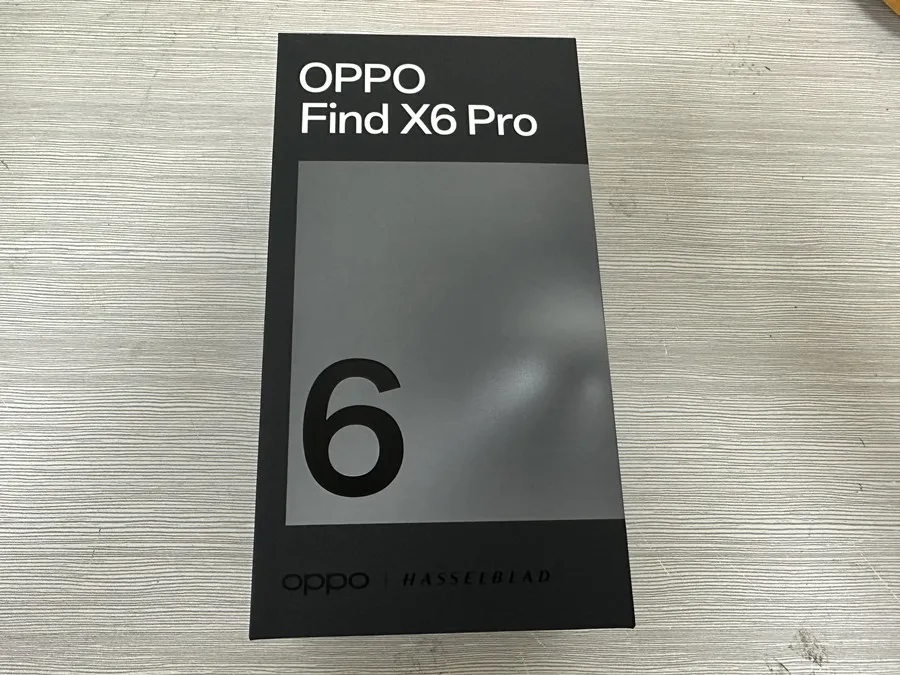 OPPO
Find X6 Pro
6
oppo | HASSELBLAD